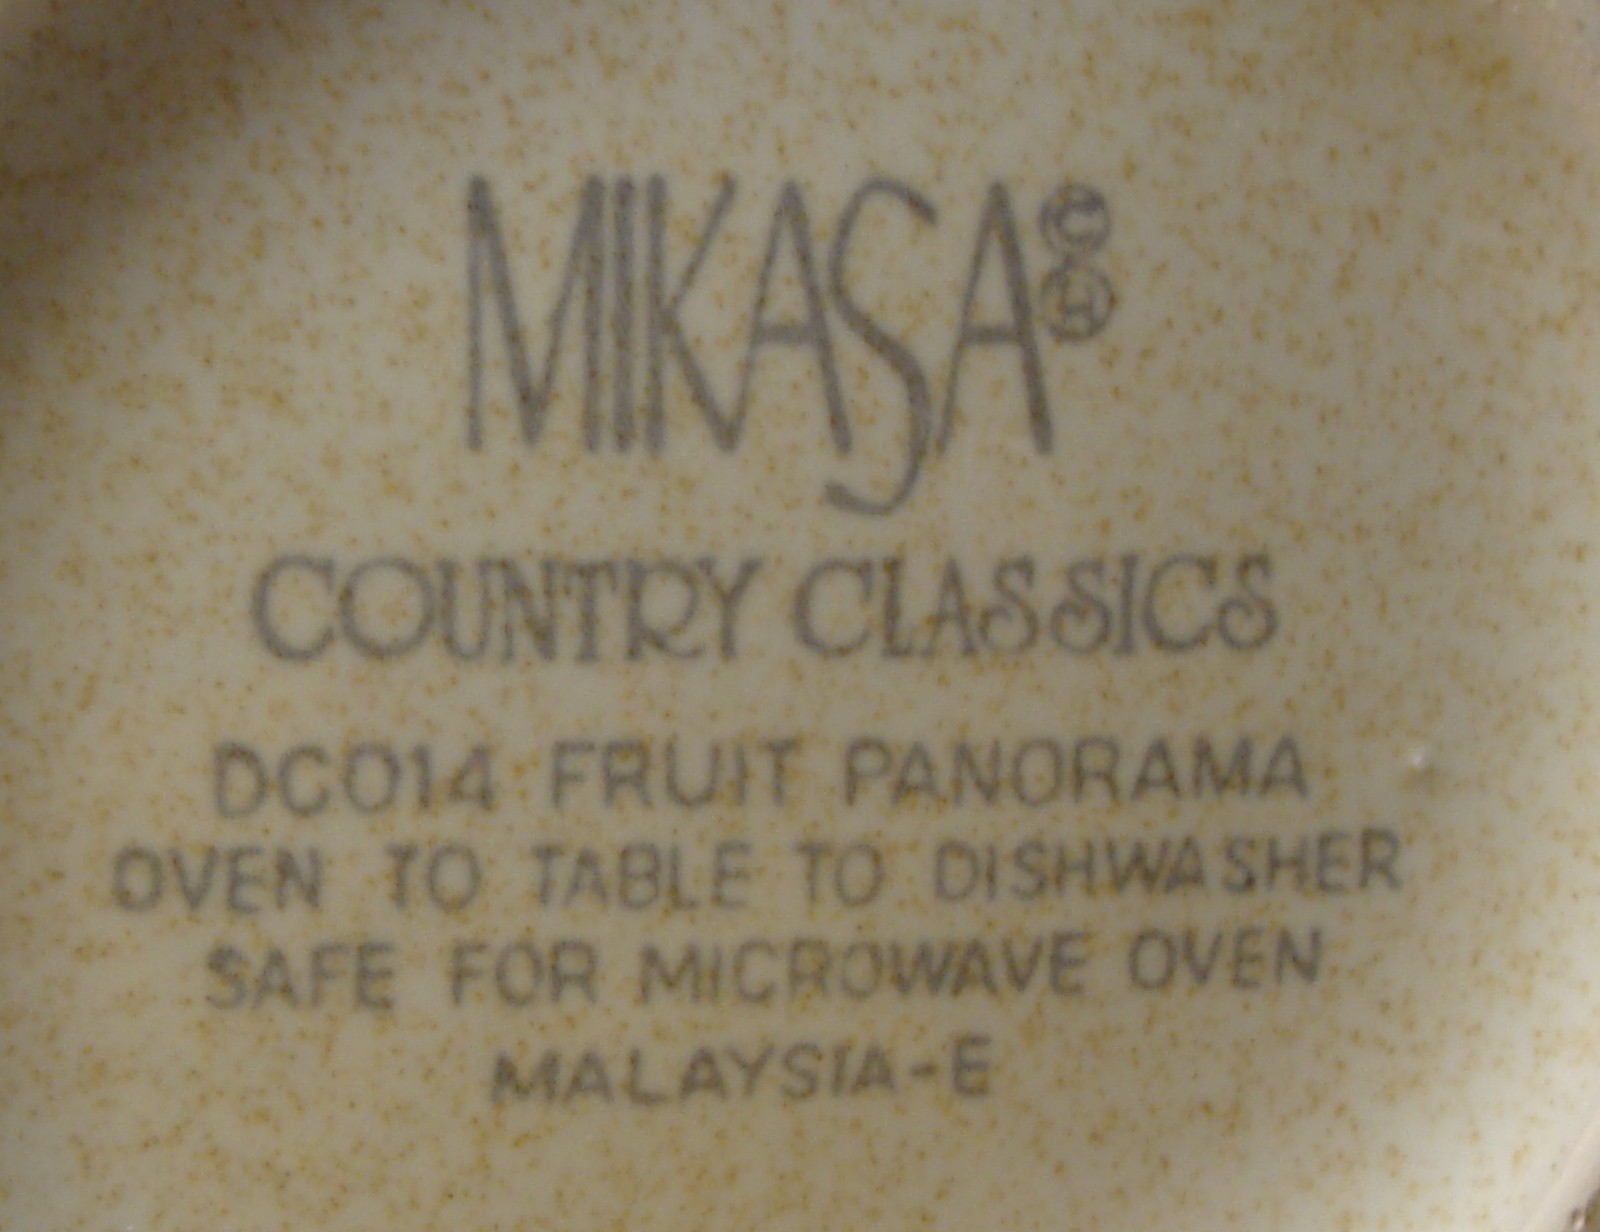 MIKASA
COUNTRY CLASSICS
DC014 FRUIT PANORAMA
OVEN TO TABLE TO DISHWASHER
SAFE FOR MICROWAVE OVEN
MALAYSIA-E